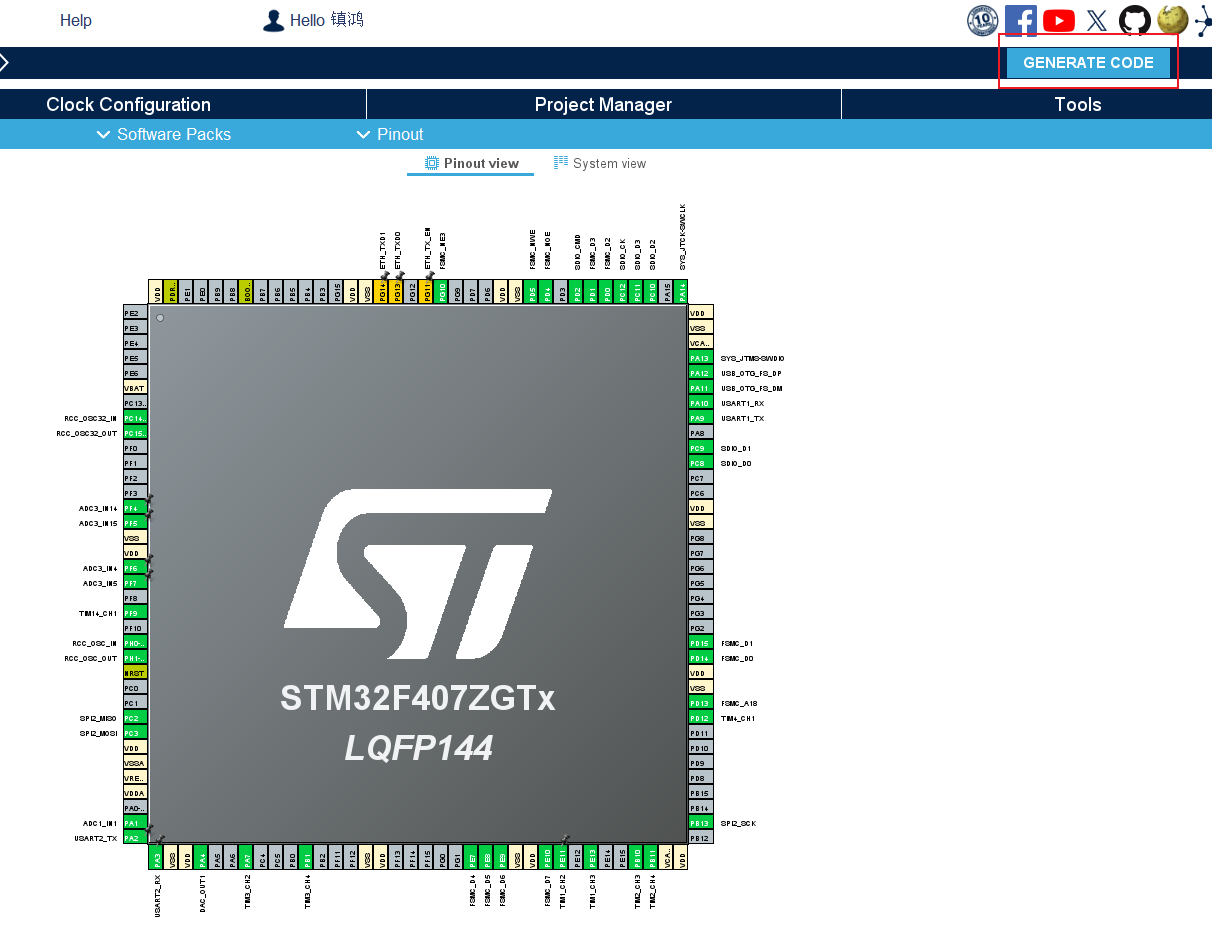 Help
Hello 镇鸿
10
GENERATE CODE
Clock Configuration
Project Manager
Tools
Software Packs
Pinout
Pinout view
System view
ETH_TXD1
ETH_TXD0
ETH_TX_EN
FSMC_NE3
FSMC_NWE
FSMC_NOE
SDIO_CMD
FSMC_D3
FSMC_D2
SDIO_CK
SDIO_D3
SDIO_D2
SYS_JTCK-SWCLK
VDD
PDR..
PE1
PE0
PB9
PB8
BOO..
PB7
PB6
PB5
PB4
PB3
PG15
VDD
VSS
PG14
PG13
PG12
PG11
PG10
PG9
PD7
PD6
VDD
VSS
PD5
PD4
PD3
PD2
PD1
PD0
PC12
PC11
PC10
PA15
PA14
PE2
PE3
PE4
PE5
PE6
VBAT
PC13..
RCC_OSC32_IN PC14..
RCC_OSC32_OUT PC15..
PF0
PF1
PF2
PF3
ADC3_IN14 PF4
ADC3_IN15 PF5
VSS
VDD
ADC3_IN4 PF6
ADC3_IN5 PF7
PF8
TIM14_CH1 PF9
PF10
RCC_OSC_IN PH0-..
RCC_OSC_OUT PH1-..
NRST
PC0
PC1
SPI2_MISO PC2
SPI2_MOSI PC3
VDD
VSSA
VRE..
VDDA
PA0-..
ADC1_IN1 PA1
USART2_TX PA2
STM32F407ZGTx
LQFP144
VDD
VSS
VCA..
PA13 SYS_JTMS-SWDIO
PA12 USB_OTG_FS_DP
PA11 USB_OTG_FS_DM
PA10 USART1_RX
PA9 USART1_TX
PA8
PC9 SDIO_D1
PC8 SDIO_D0
PC7
PC6
VDD
VSS
PG8
PG7
PG6
PG5
PG4
PG3
PG2
PD15 FSMC_D1
PD14 FSMC_D0
VDD
VSS
PD13 FSMC_A18
PD12 TIM4_CH1
PD11
PD10
PD9
PD8
PB15
PB14
PB13 SPI2_SCK
PB12
PA3
VSS
VDD
PA4
PA5
PA6
PA7
PC4
PC5
PB0
PB1
PB2
PF11
PF12
VSS
VDD
PF13
PF14
PF15
PG0
PG1
PE7
PE8
PE9
VSS
VDD
PE10
PE11
PE12
PE13
PE14
PE15
PB10
PB11
VCA..
VDD
USART2_RX
DAC_OUT1
TIM3_CH2
TIM3_CH4
FSMC_D4
FSMC_D5
FSMC_D6
FSMC_D7
TIM1_CH2
TIM1_CH3
TIM2_CH3
TIM2_CH4